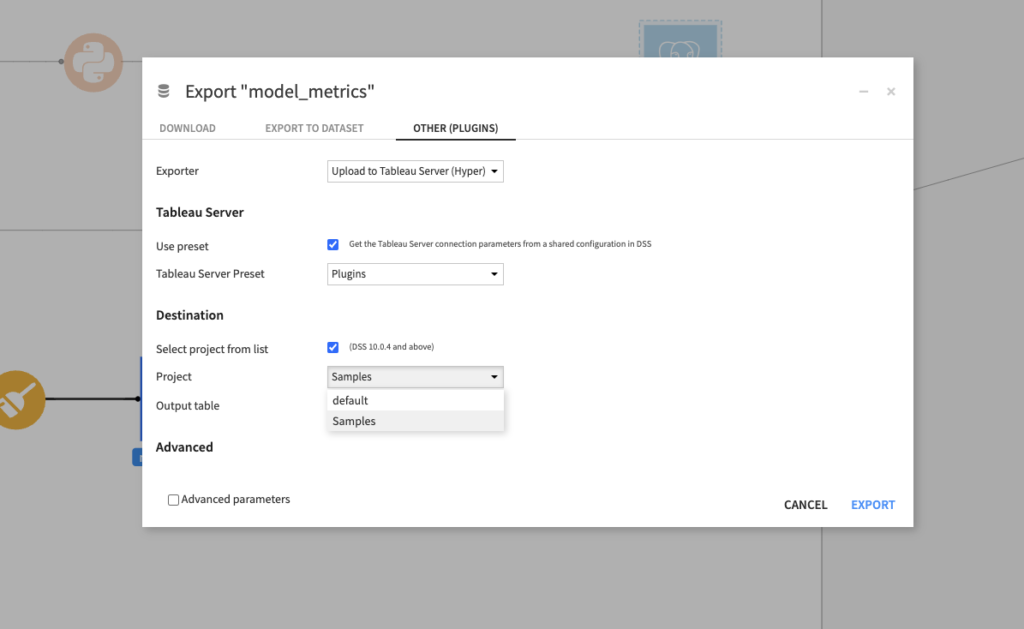 Export "model_metrics"
DOWNLOAD EXPORT TO DATASET OTHER (PLUGINS)
Exporter Upload to Tableau Server (Hyper)
Tableau Server
Use preset Get the Tableau Server connection parameters from a shared configuration in DSS
Tableau Server Preset Plugins
Destination
Select project from list (DSS 10.0.4 and above)
Project Samples
default
Output table
Samples
Advanced
Advanced parameters
CANCEL EXPORT